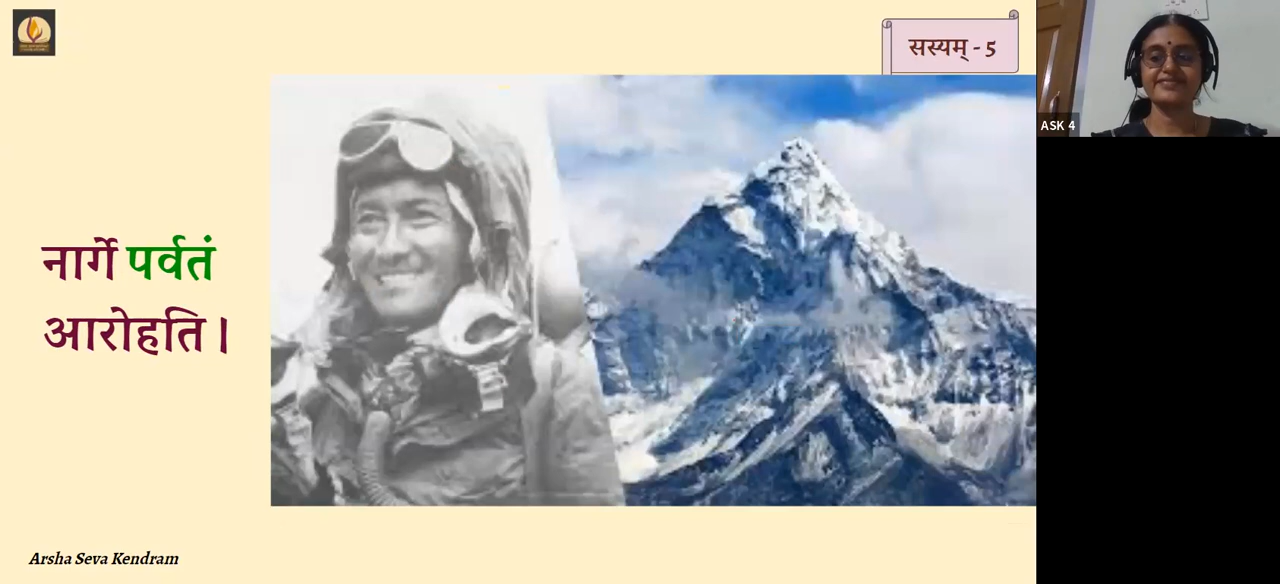 सस्यम् - 5
ASK 4
नार्गे पर्वतं
आरोहति ।
Arsha Seva Kendram